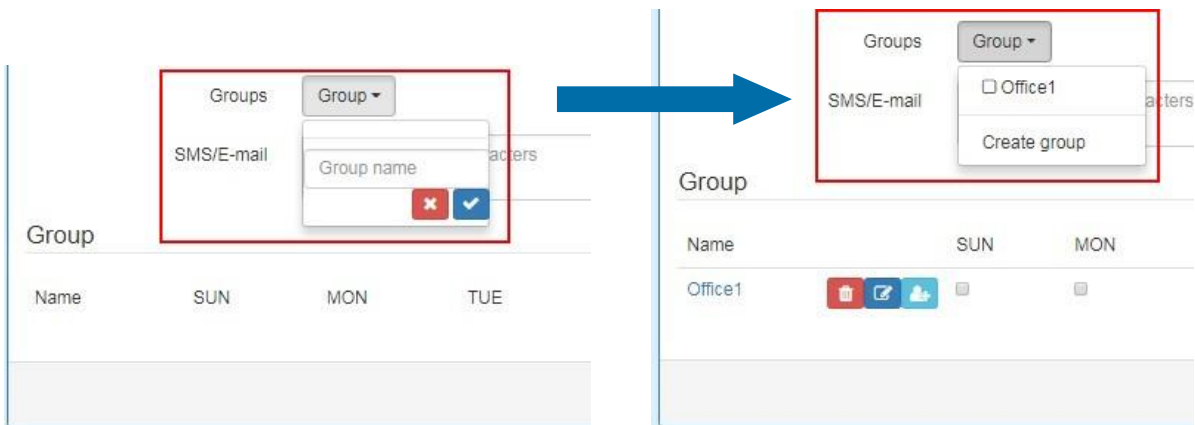 Groups Group
SMS/E-mail
Group name acters
Group
Name SUN MON TUE
Groups Group
Office1
SMS/E-mail acters
Create group
Group
Name SUN MON
Office1